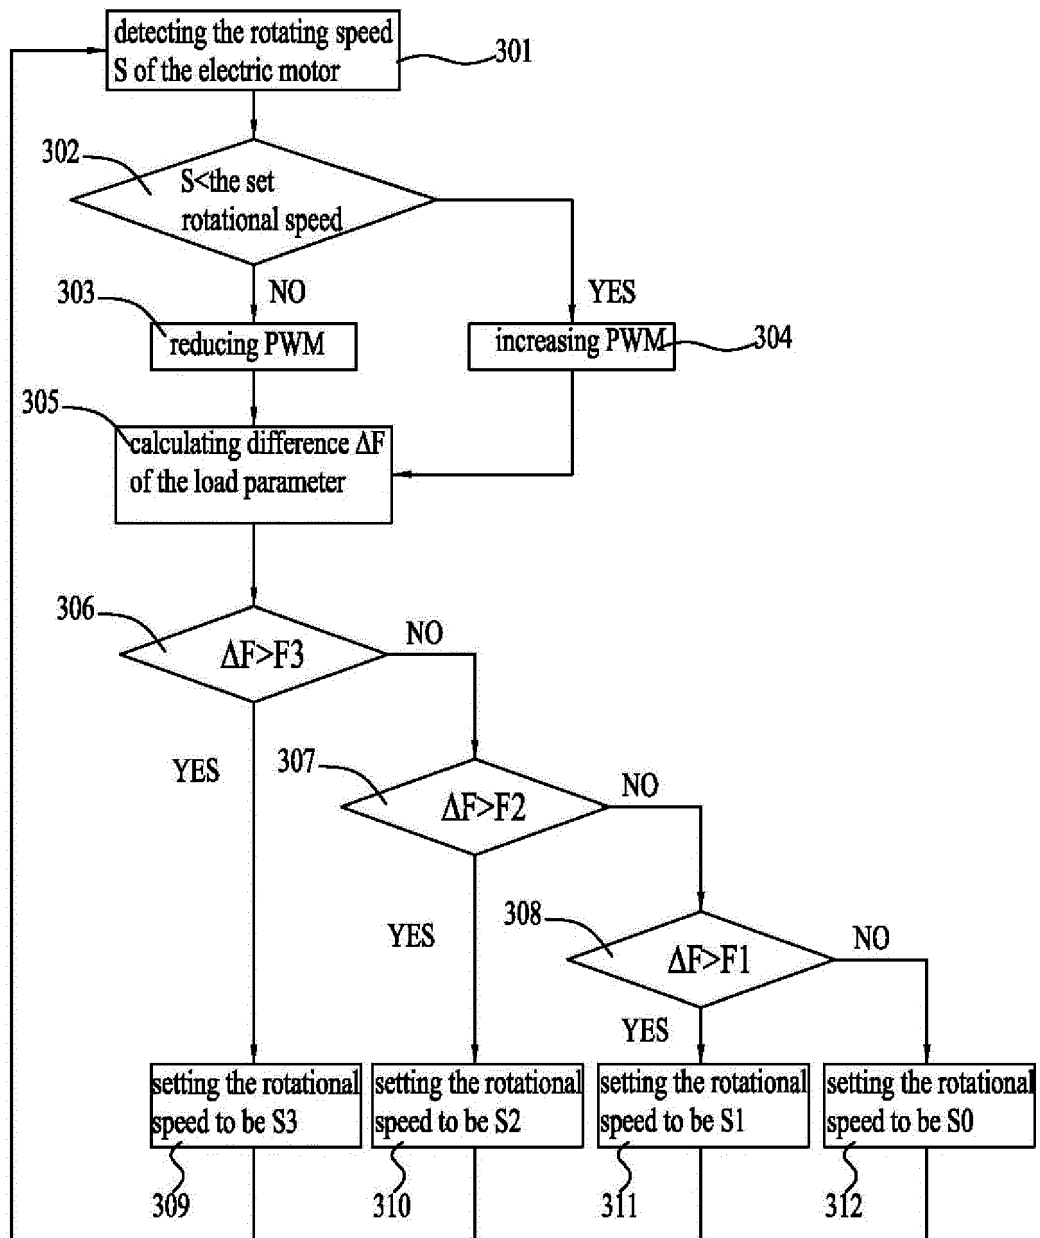 detecting the rotating speed
S of the electric motor
301
302
S<the set
rotational speed
NO
YES
303
reducing PWM
increasing PWM
304
305
calculating difference ΔF
of the load parameter
306
ΔF>F3
NO
YES
307
ΔF>F2
NO
YES
308
ΔF>F1
NO
YES
setting the rotational
speed to be S3
setting the rotational
speed to be S2
setting the rotational
speed to be S1
setting the rotational
speed to be S0
309
310
311
312